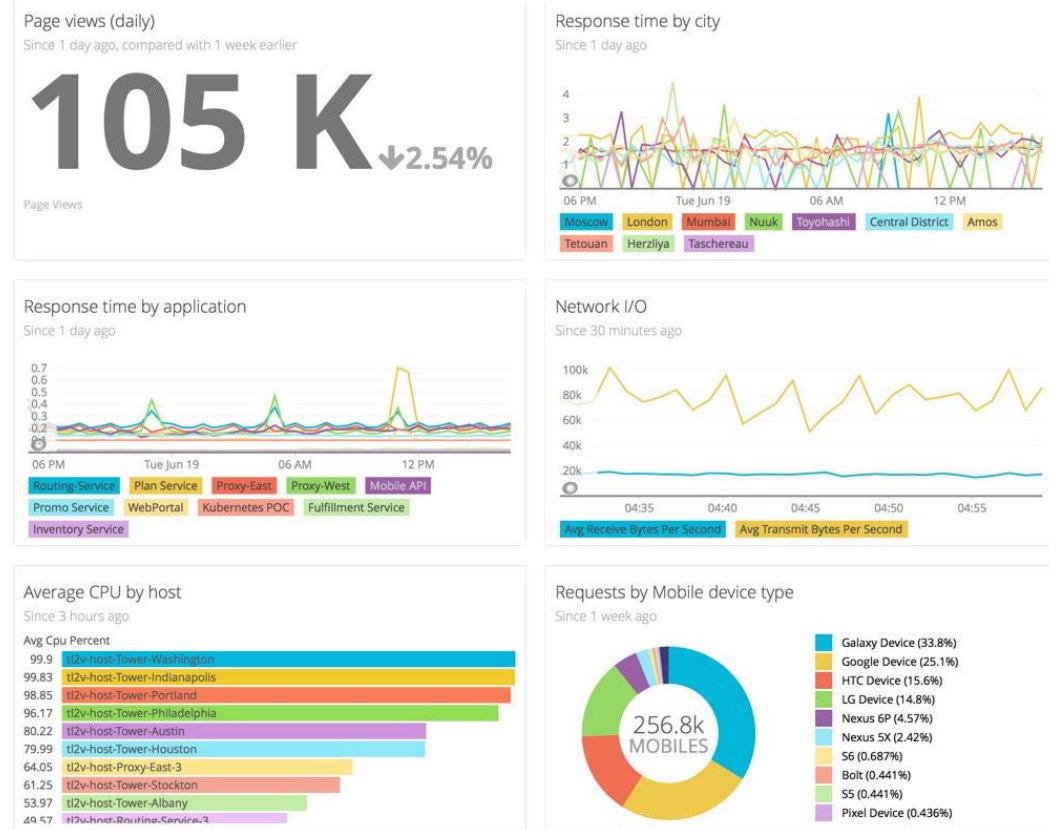 Page views (daily)
Since 1 day ago, compared with 1 week earlier
105 K ↓2.54%
Page Views
Response time by city
Since 1 day ago
4
3
2
1
06 PM Tue Jun 19 06 AM 12 PM
Moscow London Mumbai Nuuk Toyohashi Central District Amos
Tetouan Herzliya Taschereau
Response time by application
Since 1 day ago
0.7
0.6
0.5
0.4
0.3
0.2
0.1
06 PM Tue Jun 19 06 AM 12 PM
Routing-Service Plan Service Proxy-East Proxy-West Mobile API
Promo Service WebPortal Kubernetes POC Fulfillment Service
Inventory Service
Network I/O
Since 30 minutes ago
100k
80k
60k
40k
20k
04:35 04:40 04:45 04:50 04:55
Avg Receive Bytes Per Second Avg Transmit Bytes Per Second
Average CPU by host
Since 3 hours ago
Avg Cpu Percent
99.9 tl2v-host-Tower-Washington
99.83 tl2v-host-Tower-Indianapolis
98.85 tl2v-host-Tower-Portland
96.17 tl2v-host-Tower-Philadelphia
80.22 tl2v-host-Tower-Austin
79.99 tl2v-host-Tower-Houston
64.05 tl2v-host-Proxy-East-3
61.25 tl2v-host-Tower-Stockton
53.97 tl2v-host-Tower-Albany
49.57 tl2v-host-Routing-Service-3
Requests by Mobile device type
Since 1 week ago
256.8k
MOBILES
Galaxy Device (33.8%)
Google Device (25.1%)
HTC Device (15.6%)
LG Device (14.8%)
Nexus 6P (4.57%)
Nexus 5X (2.42%)
S6 (0.687%)
Bolt (0.441%)
S5 (0.441%)
Pixel Device (0.436%)